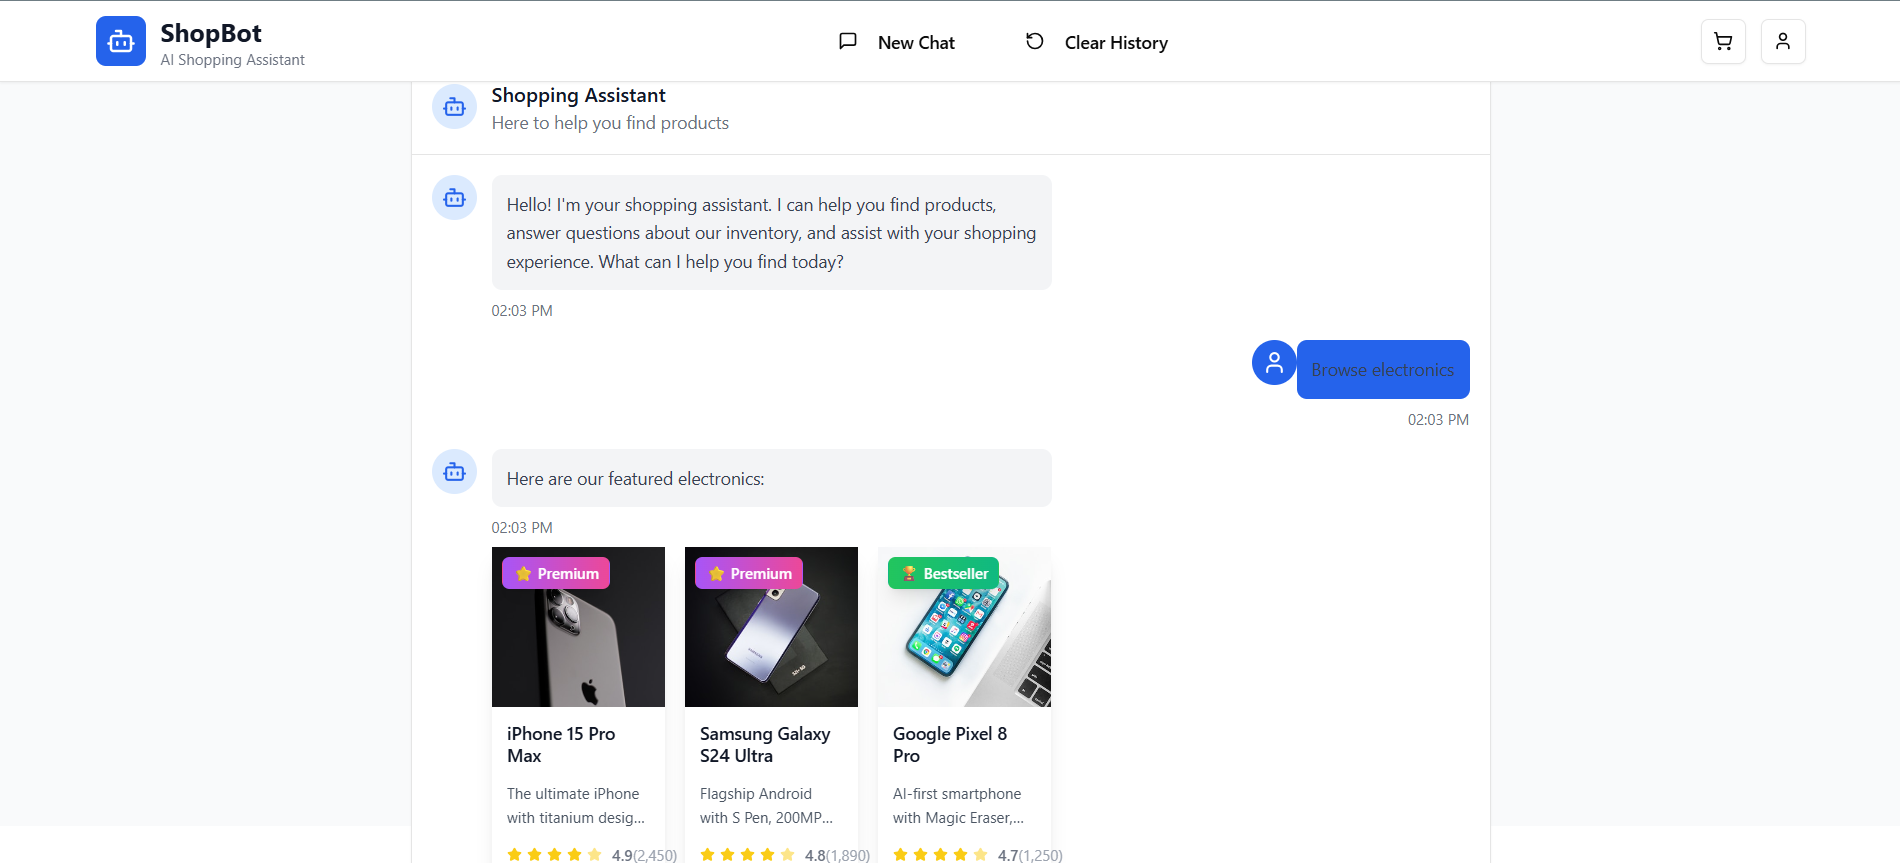 ShopBot
AI Shopping Assistant
New Chat
Clear History
Shopping Assistant
Here to help you find products
Hello! I'm your shopping assistant. I can help you find products,
answer questions about our inventory, and assist with your shopping
experience. What can I help you find today?
02:03 PM
Browse electronics
02:03 PM
Here are our featured electronics:
02:03 PM
Premium
iPhone 15 Pro
Max
The ultimate iPhone
with titanium desig...
4.9(2,450)
Premium
SAMSUNG
Samsung Galaxy
S24 Ultra
Flagship Android
with S Pen, 200MP...
4.8(1,890)
Bestseller
Google Pixel 8
Pro
AI-first smartphone
with Magic Eraser,...
4.7(1,250)